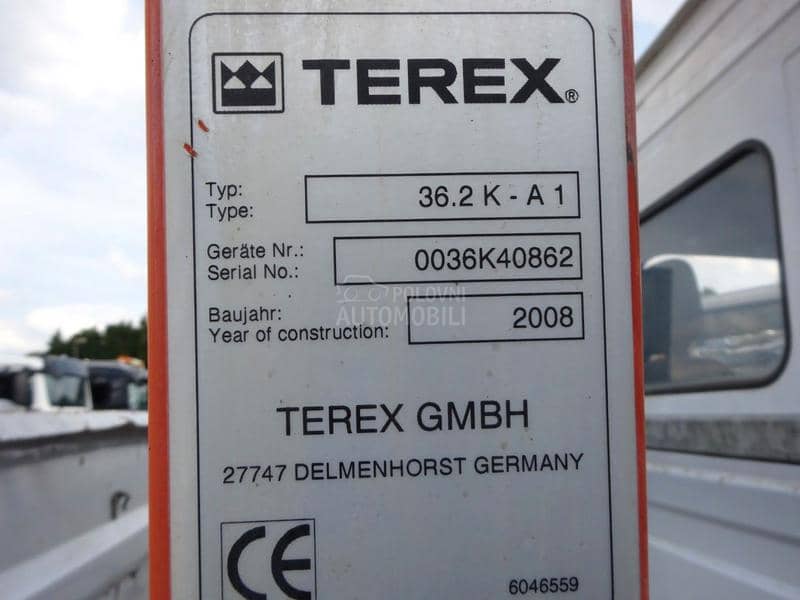 TEREX®
Typ:
Type:
36.2 K - A 1
Geräte Nr.:
Serial No.:
0036K40862
POLOVNI
AUTOMOBILI
Baujahr:
Year of construction:
2008
TEREX GMBH
27747 DELMENHORST GERMANY
CE
6046559